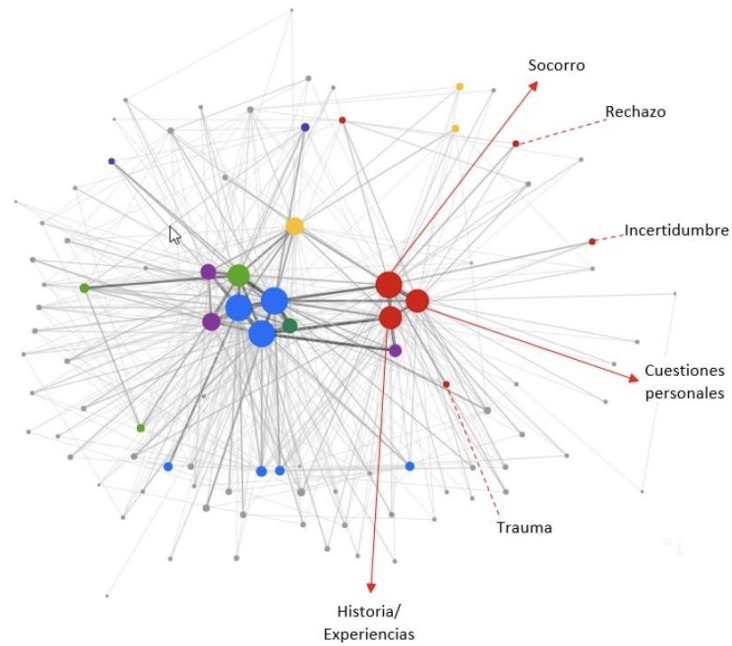 Socorro
Rechazo
Incertidumbre
Cuestiones
personales
Trauma
Historia/
Experiencias